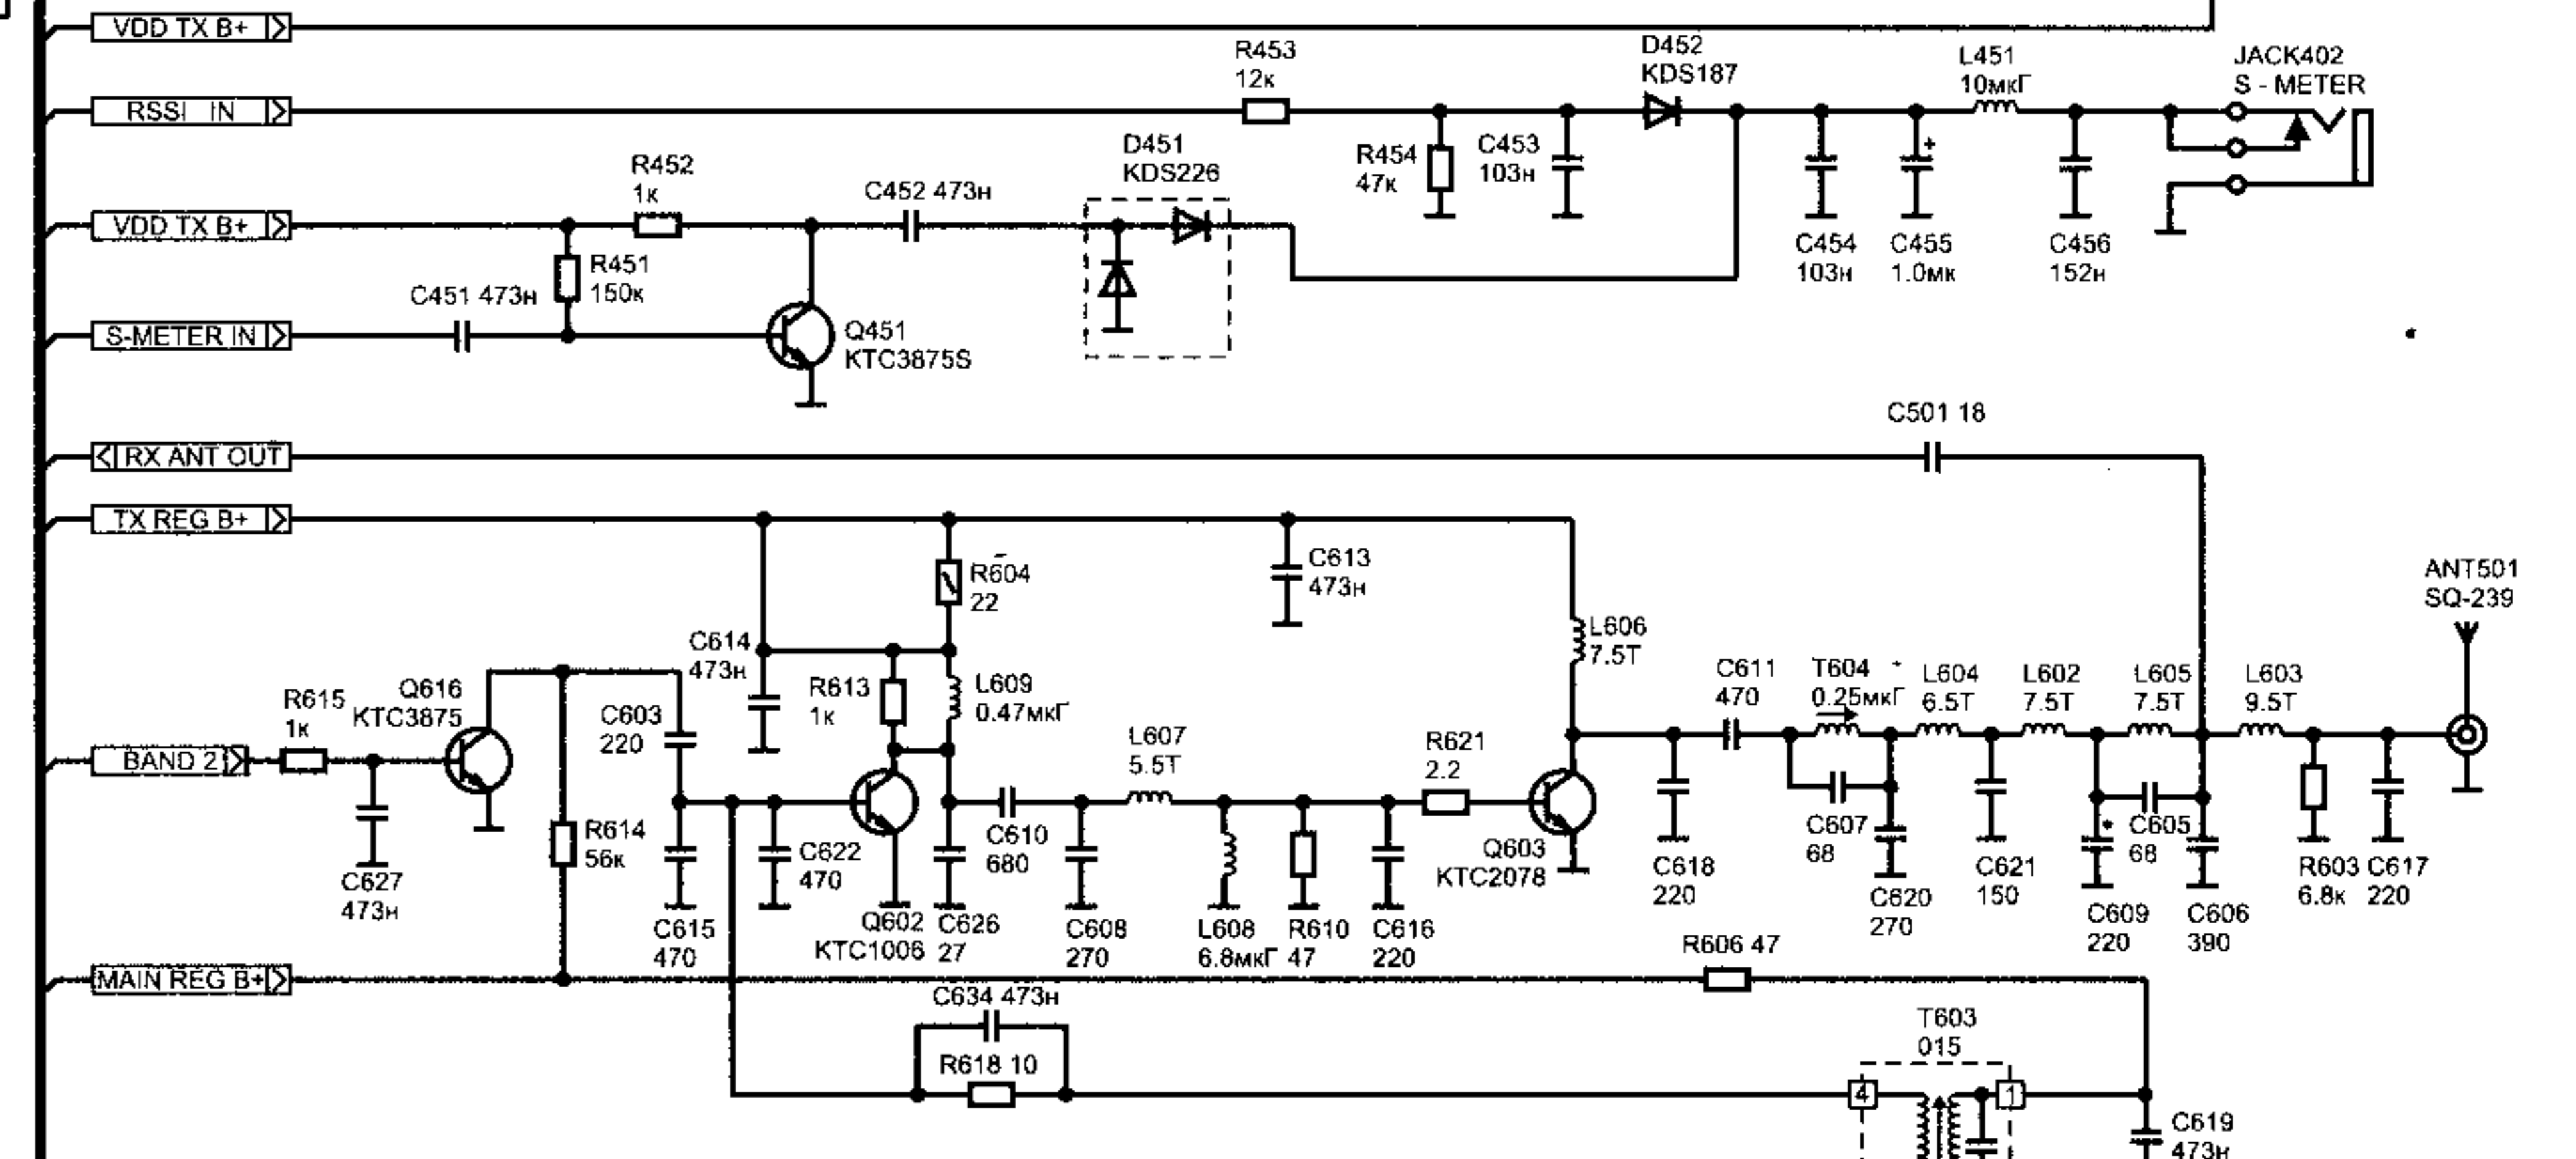 VDD TX B+
RSSI IN
R453
12к
D452
KDS187
L451
10мкГ
JACK402
S - METER
D451
KDS226
R454
47к
C453
103н
C454
103н
C455
1.0мк
+
C456
152н
VDD TX B+
R452
1к
C452 473н
R451
150к
C451 473н
S-METER IN
Q451
KTC3875S
C501 18
RX ANT OUT
TX REG B+
R604
22
C613
473н
ANT501
SQ-239
C614
473н
R613
1к
L609
0.47мкГ
L606
7.5T
C611
470
T604
0.25мкГ
L604
6.5T
L602
7.5T
L605
7.5T
L603
9.5T
R615
1к
Q616
KTC3875
C603
220
L607
5.5T
R621
2.2
BAND 2
R614
56к
C622
470
C610
680
Q603
KTC2078
C607
68
C605
68
C627
473н
C615
470
Q602
KTC1006
C626
27
C608
270
L608
6.8мкГ
R610
47
C616
220
C618
220
C620
270
C621
150
C609
220
C606
390
R603
6.8к
C617
220
R606 47
MAIN REG B+
C634 473н
R618 10
T603
015
4
1
C619
473н